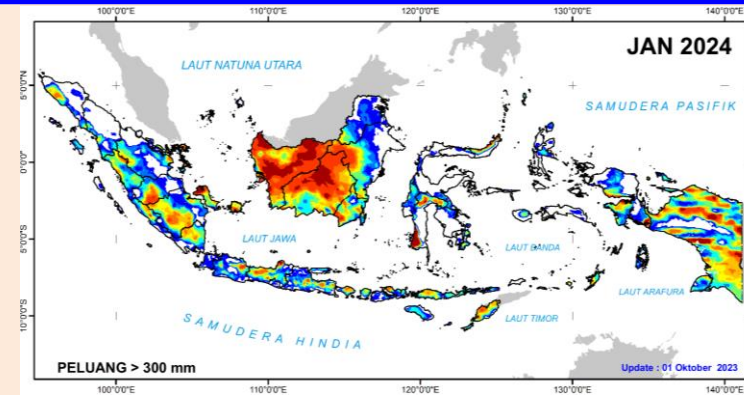 100°0'0"E 110°0'0"E 120°0'0"E 130°0'0"E 140°0'0"E
JAN 2024
LAUT NATUNA UTARA
SAMUDERA PASIFIK
5°0'0"N
0°0'0"
5°0'0"S
10°0'0"S
LAUT JAWA
LAUT BANDA
LAUT ARAFURA
LAUT TIMOR
SAMUDERA HINDIA
PELUANG > 300 mm
Update : 01 Oktober 2023
100°0'0"E 110°0'0"E 120°0'0"E 130°0'0"E 140°0'0"E